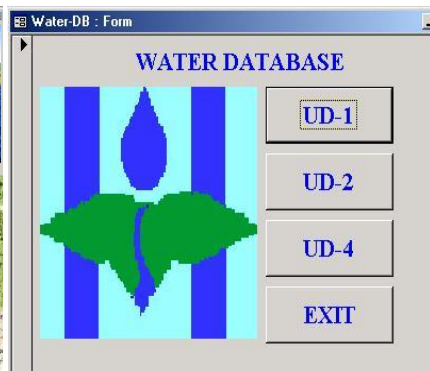 Water-DB : Form
WATER DATABASE
UD-1
UD-2
UD-4
EXIT